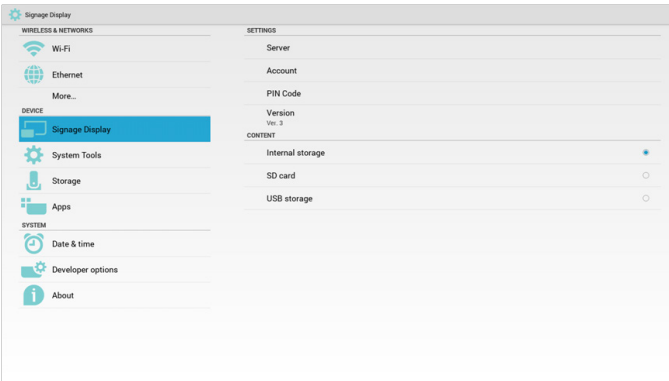 Signage Display
WIRELESS & NETWORKS
Wi-Fi
Ethernet
More...
DEVICE
Signage Display
System Tools
Storage
Apps
SYSTEM
Date & time
Developer options
About
SETTINGS
Server
Account
PIN Code
Version
Ver. 3
CONTENT
Internal storage
SD card
USB storage